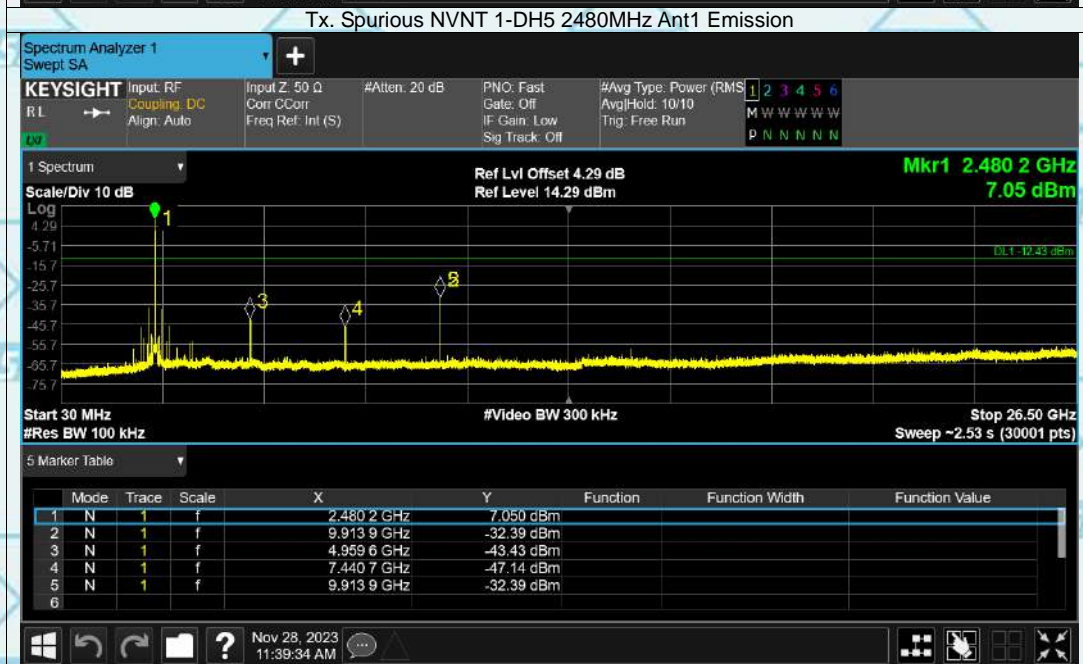 Tx. Spurious NVNT 1-DH5 2480MHz Ant1 Emission
Spectrum Analyzer 1
Swept SA
+
KEYSIGHT Input: RF Input Z: 50 Ω #Atten: 20 dB PNO: Fast #Avg Type: Power (RMS 1 2 3 4 5 6
R L Coupling: DC Corr CCorr Gate: Off Avg|Hold: 10/10 M W W W W W
Align: Auto Freq Ref: Int (S) IF Gain: Low Trig: Free Run
Sig Track: Off P N N N N N
LXI
1 Spectrum Ref Lvl Offset 4.29 dB Mkr1 2.480 2 GHz
Scale/Div 10 dB Ref Level 14.29 dBm 7.05 dBm
Log
1
4.29
-5.71
DL1 -12.43 dBm
-15.7
-25.7
-35.7
3
4
-45.7
-55.7
-65.7
-75.7
Start 30 MHz #Video BW 300 kHz Stop 26.50 GHz
#Res BW 100 kHz Sweep ~2.53 s (30001 pts)
5 Marker Table
Mode Trace Scale X Y Function Function Width Function Value
1 N 1 f 2.480 2 GHz 7.050 dBm
2 N 1 f 9.913 9 GHz -32.39 dBm
3 N 1 f 4.959 6 GHz -43.43 dBm
4 N 1 f 7.440 7 GHz -47.14 dBm
5 N 1 f 9.913 9 GHz -32.39 dBm
6
? Nov 28, 2023
11:39:34 AM